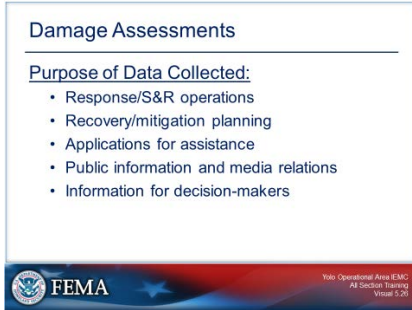 Damage Assessments
Purpose of Data Collected:
• Response/S&R operations
• Recovery/mitigation planning
• Applications for assistance
• Public information and media relations
• Information for decision-makers
FEMA
Yolo Operational Area IEMC
All Section Training
Visual 5.26